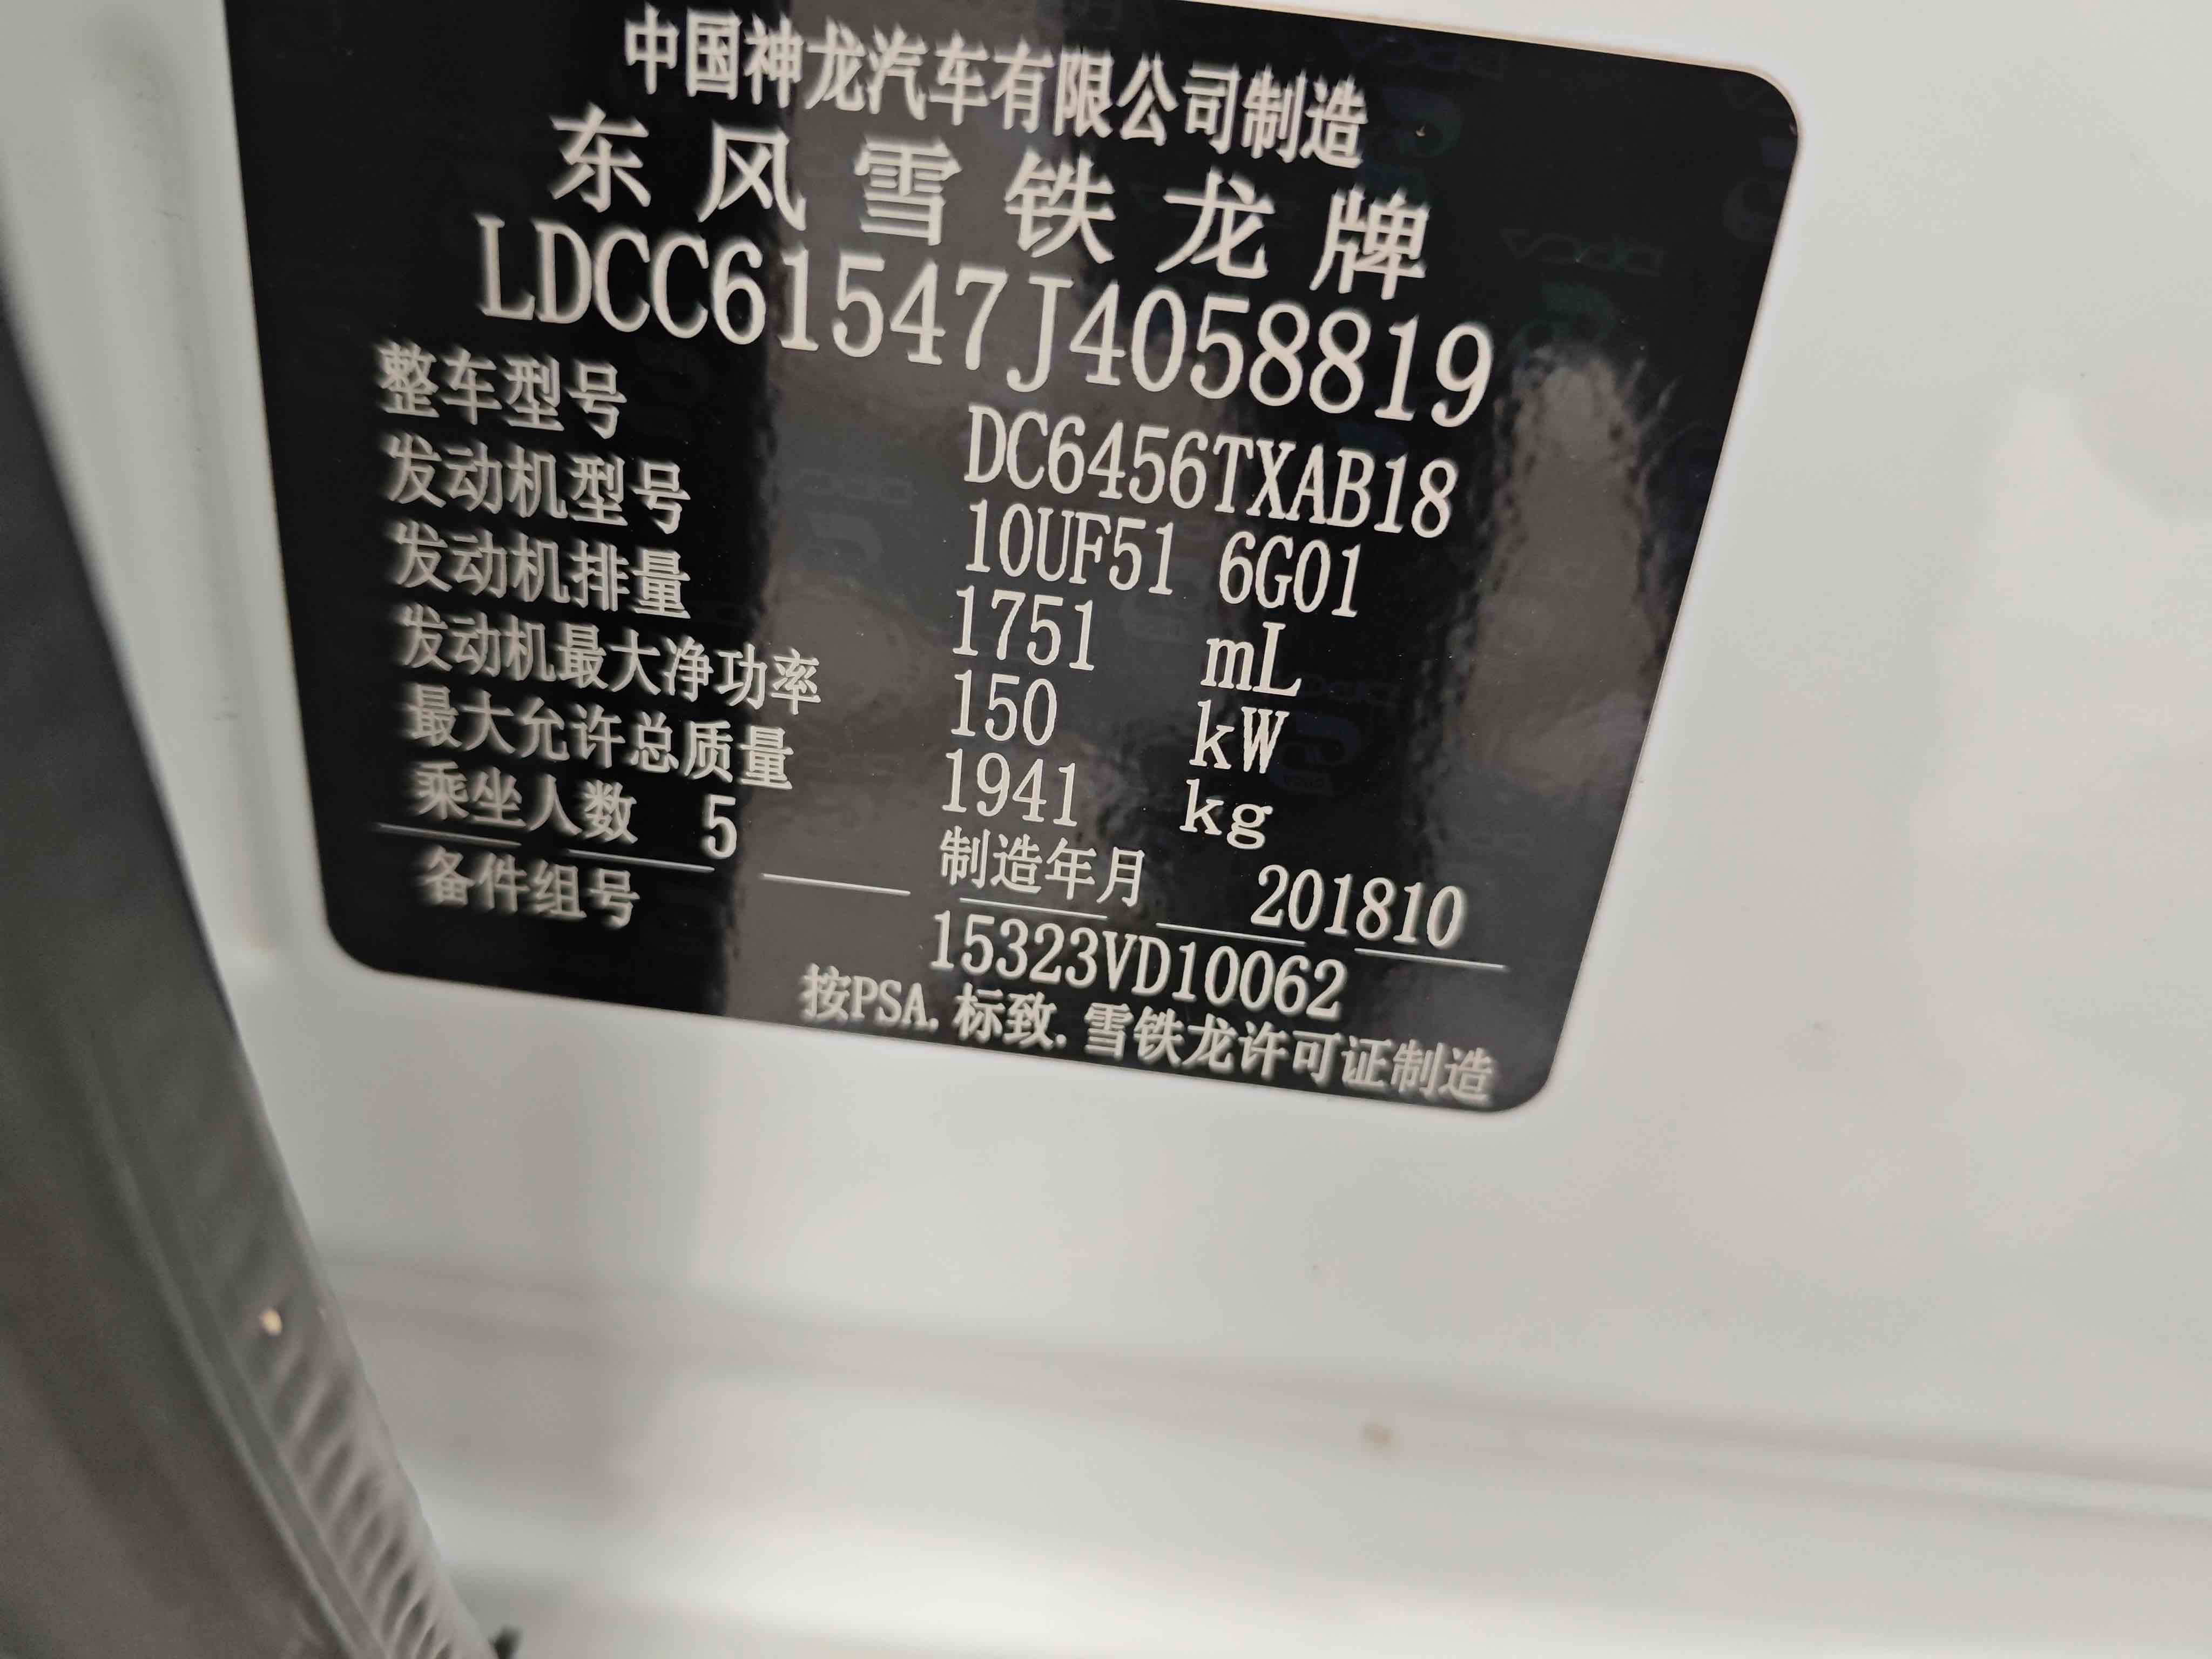 中国神龙汽车有限公司制造
东风雪铁龙牌
LDCC61547J4058819
整车型号 DC6456TXAB18
发动机型号 10UF51 6G01
发动机排量 1751 mL
发动机最大净功率 150 kW
最大允许总质量 1941 kg
乘坐人数 5 制造年月 201810
备件组号 15323VD10062
按PSA.标致.雪铁龙许可证制造